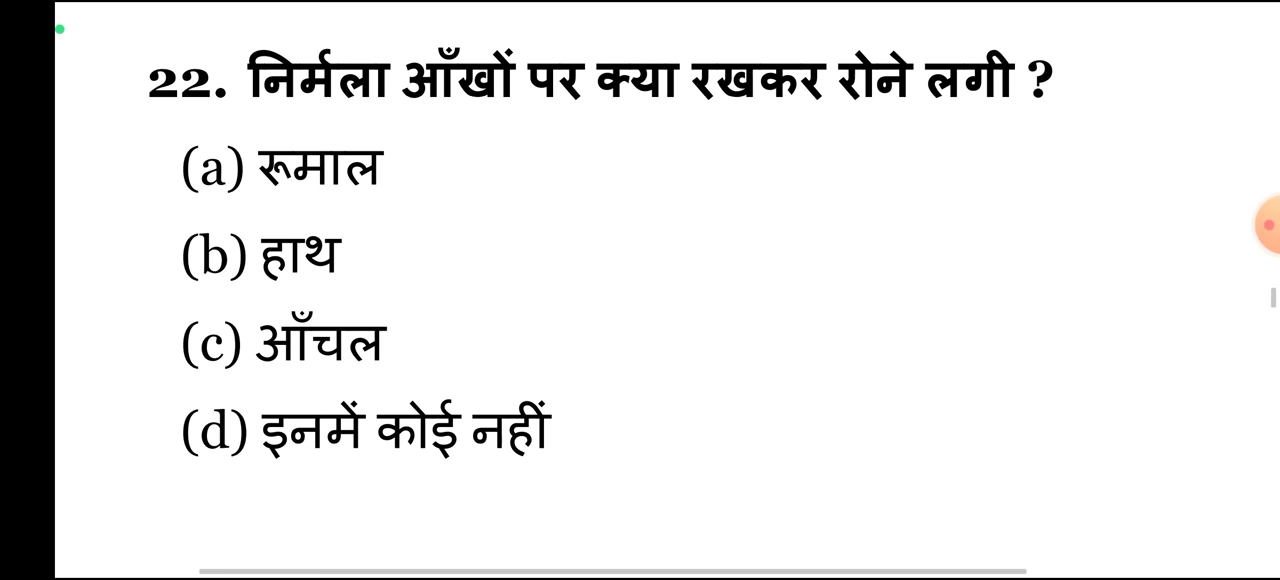 22. निर्मला आँखों पर क्या रखकर रोने लगी ?
(a) रूमाल
(b) हाथ
(c) आँचल
(d) इनमें कोई नहीं